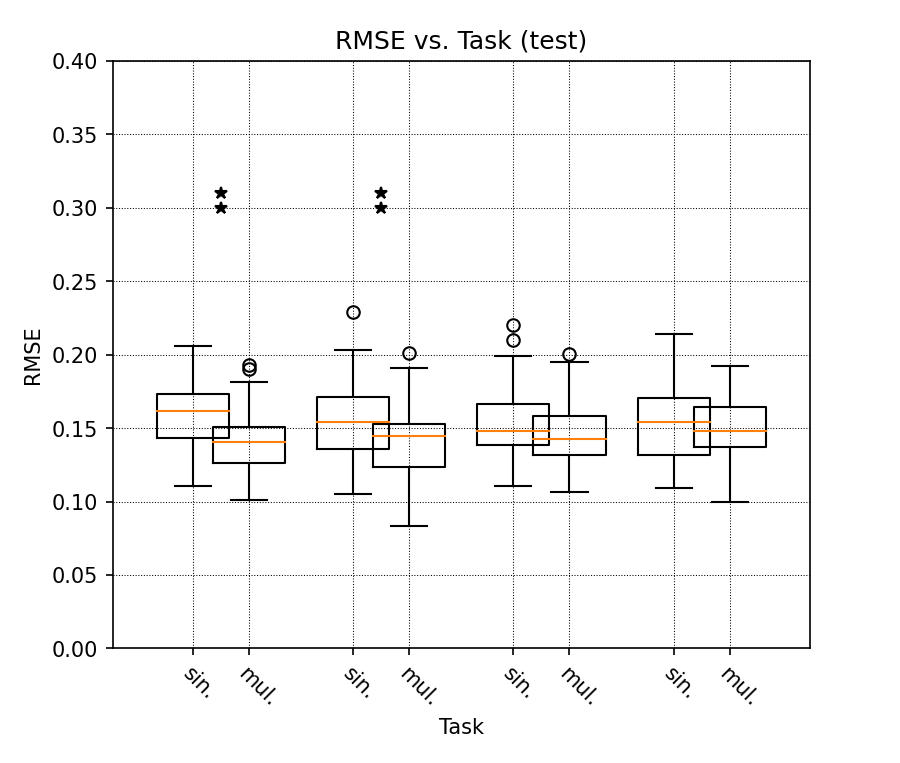 RMSE vs. Task (test)
0.40
0.35
0.30
0.25
0.20
0.15
0.10
0.05
0.00
RMSE
sin.
mul.
sin.
mul.
sin.
mul.
sin.
mul.
Task